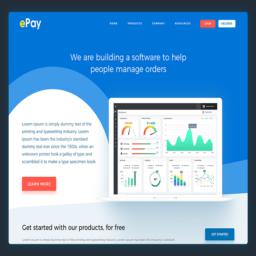 ePay
HOME PRODUCTS COMPANY RESOURCES
We are building a software to help
people manage orders
Lorem Ipsum is simply dummy text of the
printing and typesetting industry. Lorem
Ipsum has been the industry's standard
dummy text ever since the 1500s, when an
unknown printer took a galley of type and
scrambled it to make a type specimen book.
LEARN MORE
Get started with our products, for free
GET STARTED